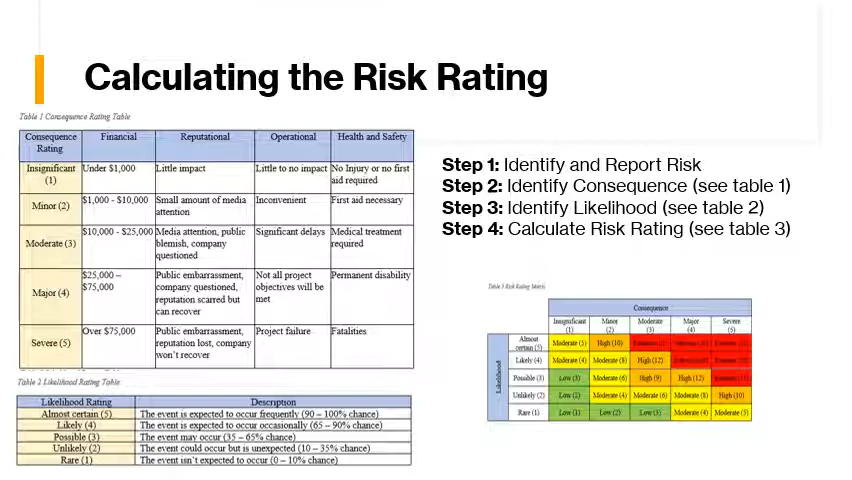 Calculating the Risk Rating
Table 1 Consequence Rating Table
Consequence Rating Financial Reputational Operational Health and Safety
Insignificant (1) Under $1,000 Little impact Little to no impact No Injury or no first aid required
Minor (2) $1,000 - $10,000 Small amount of media attention Inconvenient First aid necessary
Moderate (3) $10,000 - $25,000 Media attention, public blemish, company questioned Significant delays Medical treatment required
Major (4) $25,000 – $75,000 Public embarrassment, company questioned, reputation scarred but can recover Not all project objectives will be met Permanent disability
Severe (5) Over $75,000 Public embarrassment, reputation lost, company won't recover Project failure Fatalities
Table 2 Likelihood Rating Table
Likelihood Rating Description
Almost certain (5) The event is expected to occur frequently (90 – 100% chance)
Likely (4) The event is expected to occur occasionally (65 – 90% chance)
Possible (3) The event may occur (35 – 65% chance)
Unlikely (2) The event could occur but is unexpected (10 – 35% chance)
Rare (1) The event isn't expected to occur (0 – 10% chance)
Step 1: Identify and Report Risk
Step 2: Identify Consequence (see table 1)
Step 3: Identify Likelihood (see table 2)
Step 4: Calculate Risk Rating (see table 3)
Table 3 Risk Rating Matrix
Consequence
Insignificant (1) Minor (2) Moderate (3) Major (4) Severe (5)
Likelihood
Almost certain (5) Moderate (5) High (10)
Likely (4) Moderate (4) Moderate (8) High (12)
Possible (3) Low (3) Moderate (6) High (9) High (12)
Unlikely (2) Low (2) Moderate (4) Moderate (6) Moderate (8) High (10)
Rare (1) Low (1) Low (2) Low (3) Moderate (4) Moderate (5)